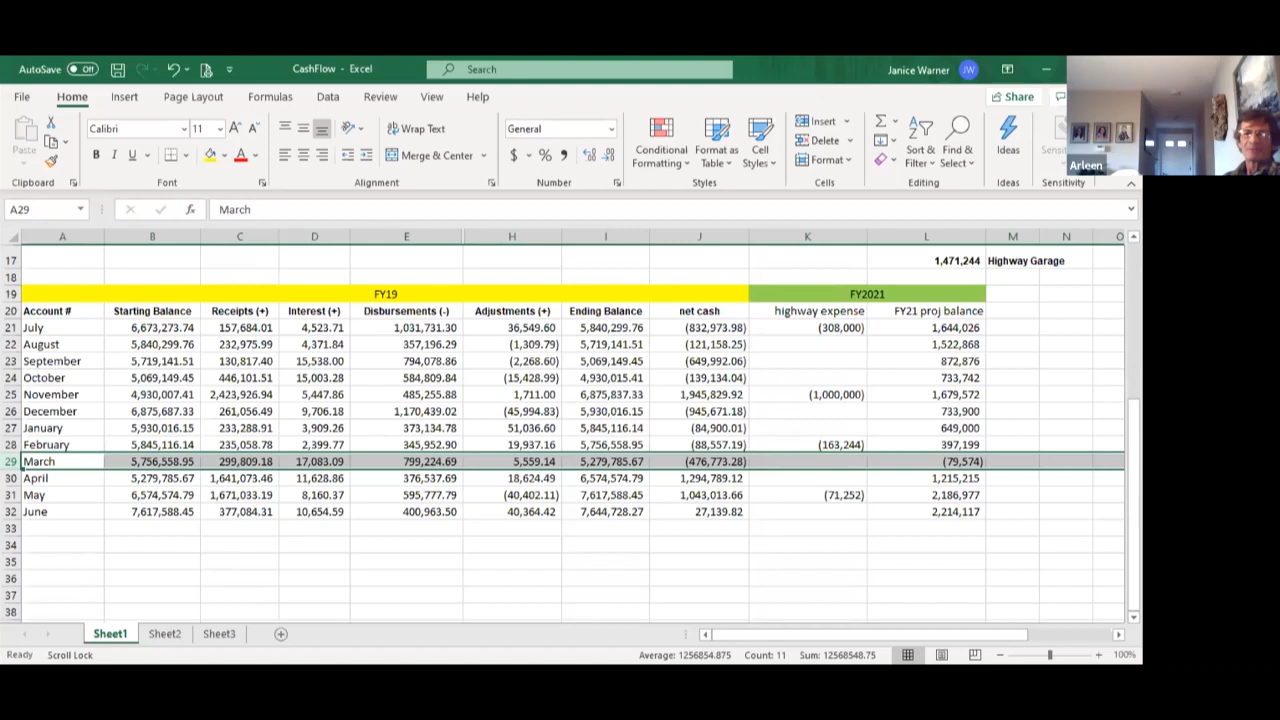 AutoSave Off CashFlow - Excel Search Janice Warner JW
File Home Insert Page Layout Formulas Data Review View Help Share
Calibri 11 Wrap Text General Insert
Paste B I U A Merge & Center $ % Conditional Formatting Format as Table Cell Styles Delete Format Sort & Filter Find & Select Ideas Arleen
Clipboard Font Alignment Number Styles Cells Editing Ideas Sensitivity
A29 fx March
A B C D E H I J K L M N O
17 1,471,244 Highway Garage
18
19 FY19 FY2021
20 Account # Starting Balance Receipts (+) Interest (+) Disbursements (-) Adjustments (+) Ending Balance net cash highway expense FY21 proj balance
21 July 6,673,273.74 157,684.01 4,523.71 1,031,731.30 36,549.60 5,840,299.76 (832,973.98) (308,000) 1,644,026
22 August 5,840,299.76 232,975.99 4,371.84 357,196.29 (1,309.79) 5,719,141.51 (121,158.25) 1,522,868
23 September 5,719,141.51 130,817.40 15,538.00 794,078.86 (2,268.60) 5,069,149.45 (649,992.06) 872,876
24 October 5,069,149.45 446,101.51 15,003.28 584,809.84 (15,428.99) 4,930,015.41 (139,134.04) 733,742
25 November 4,930,007.41 2,423,926.94 5,447.86 485,255.88 1,711.00 6,875,837.33 1,945,829.92 (1,000,000) 1,679,572
26 December 6,875,687.33 261,056.49 9,706.18 1,170,439.02 (45,994.83) 5,930,016.15 (945,671.18) 733,900
27 January 5,930,016.15 233,288.91 3,909.26 373,134.78 51,036.60 5,845,116.14 (84,900.01) 649,000
28 February 5,845,116.14 235,058.78 2,399.77 345,952.90 19,937.16 5,756,558.95 (88,557.19) (163,244) 397,199
29 March 5,756,558.95 299,809.18 17,083.09 799,224.69 5,559.14 5,279,785.67 (476,773.28) (79,574)
30 April 5,279,785.67 1,641,073.46 11,628.86 376,537.69 18,624.49 6,574,574.79 1,294,789.12 1,215,215
31 May 6,574,574.79 1,671,033.19 8,160.37 595,777.79 (40,402.11) 7,617,588.45 1,043,013.66 (71,252) 2,186,977
32 June 7,617,588.45 377,084.31 10,654.59 400,963.50 40,364.42 7,644,728.27 27,139.82 2,214,117
33
34
35
36
37
38
Sheet1 Sheet2 Sheet3
Ready Scroll Lock Average: 1256854.875 Count: 11 Sum: 12568548.75 100%